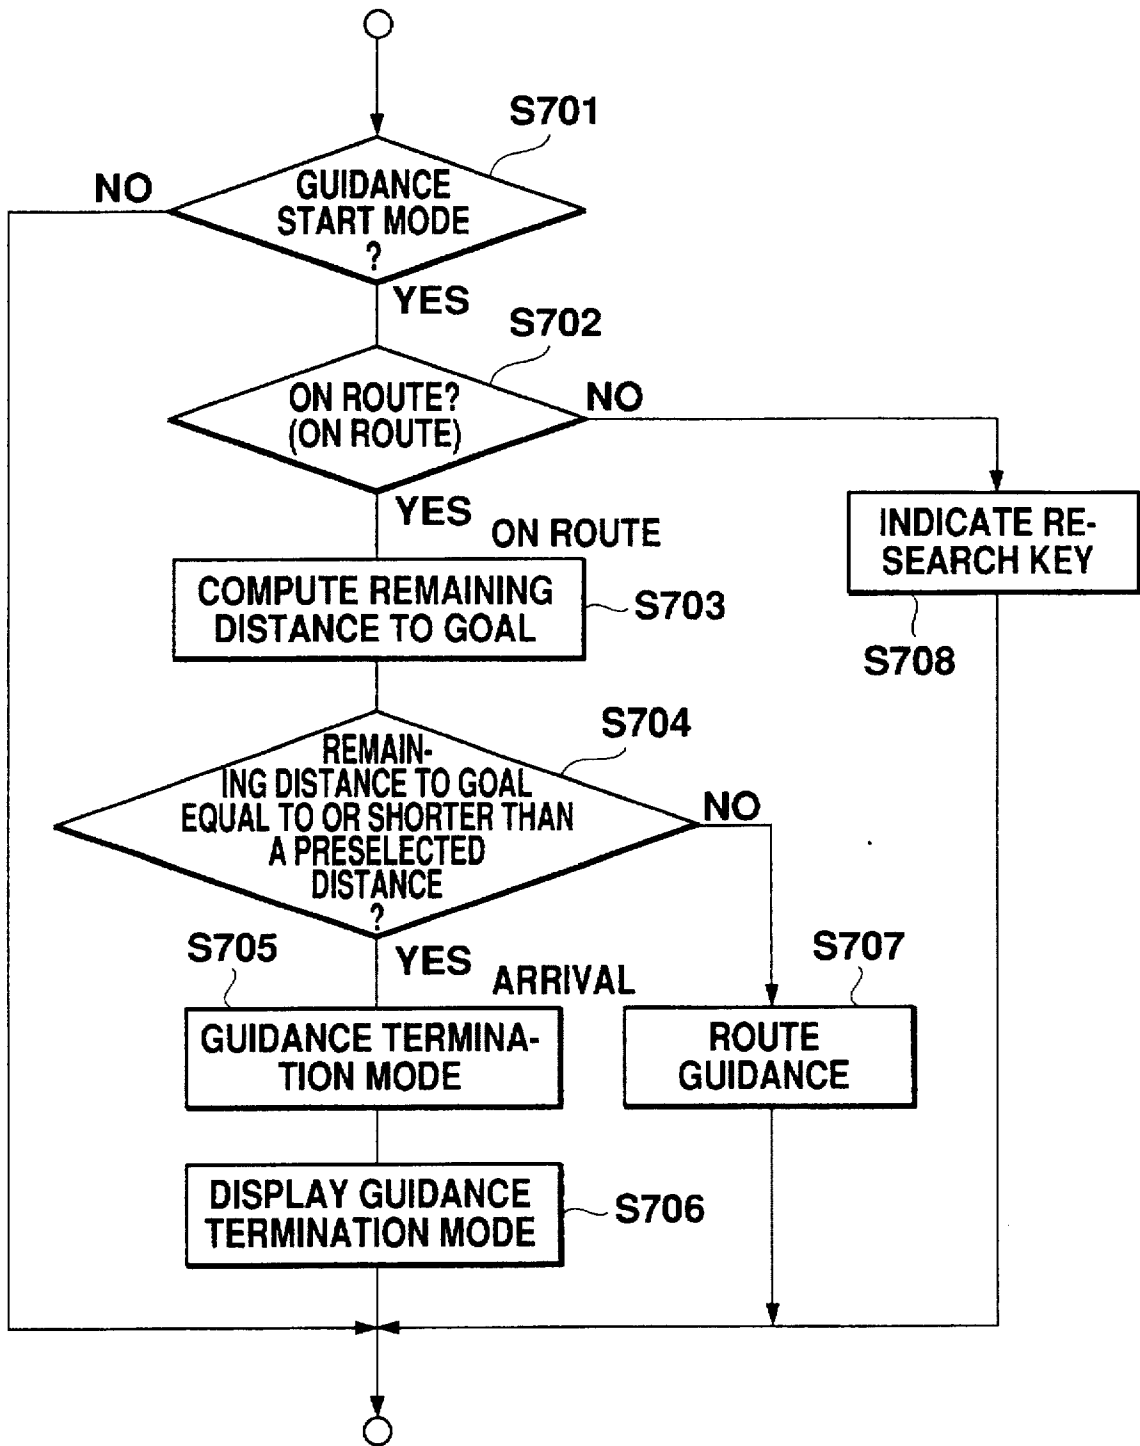 S701
NO
GUIDANCE
START MODE
?
YES
S702
ON ROUTE?
(ON ROUTE)
NO
YES
ON ROUTE
INDICATE RE-
SEARCH KEY
S708
COMPUTE REMAINING
DISTANCE TO GOAL
S703
S704
REMAIN-
ING DISTANCE TO GOAL
EQUAL TO OR SHORTER THAN
A PRESELECTED
DISTANCE
?
NO
YES
ARRIVAL
S705
GUIDANCE TERMINA-
TION MODE
S707
ROUTE
GUIDANCE
DISPLAY GUIDANCE
TERMINATION MODE
S706